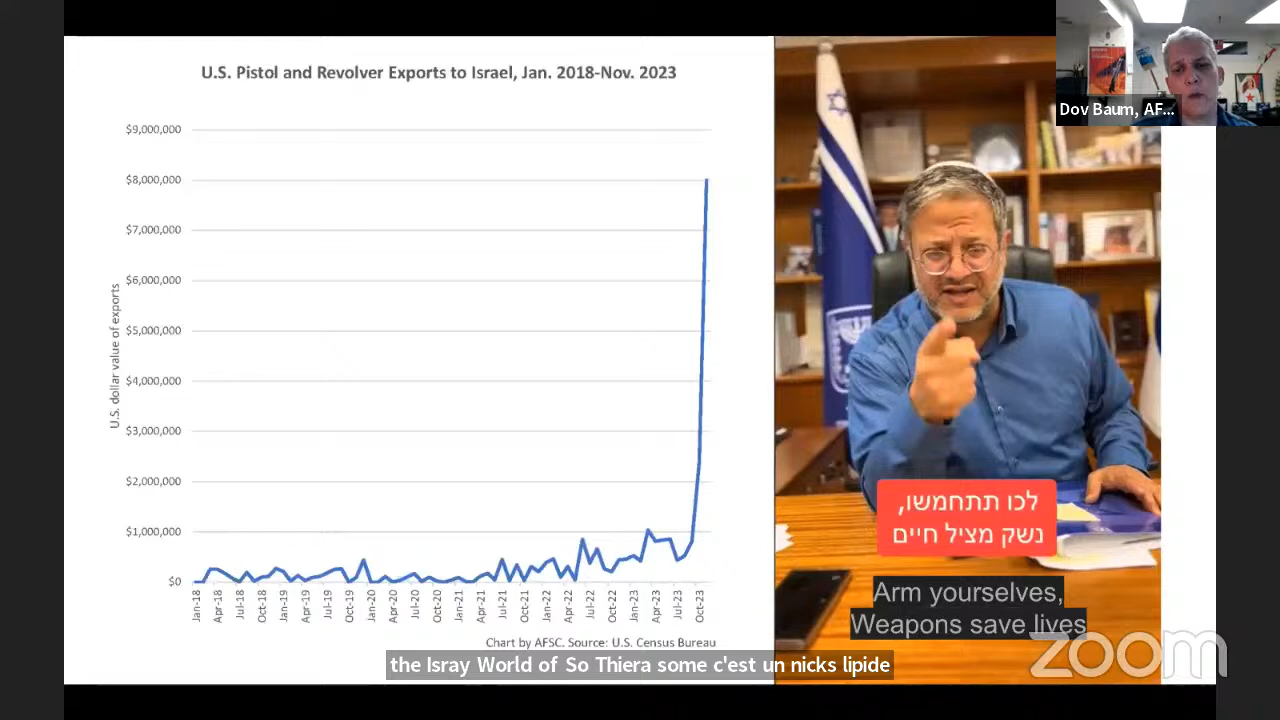 U.S. Pistol and Revolver Exports to Israel, Jan. 2018-Nov. 2023
$9,000,000
$8,000,000
$7,000,000
$6,000,000
$5,000,000
$4,000,000
$3,000,000
$2,000,000
$1,000,000
$0
U.S. dollar value of exports
Jan-18
Apr-18
Jul-18
Oct-18
Jan-19
Apr-19
Jul-19
Oct-19
Jan-20
Apr-20
Jul-20
Oct-20
Jan-21
Apr-21
Jul-21
Oct-21
Jan-22
Apr-22
Jul-22
Oct-22
Jan-23
Apr-23
Jul-23
Oct-23
Chart by AFSC. Source: U.S. Census Bureau
Dov Baum, AF...
לכו תתחמשו,
נשק מציל חיים
Arm yourselves,
Weapons save lives
the Isray World of So Thiera some c'est un nicks lipide
zoom